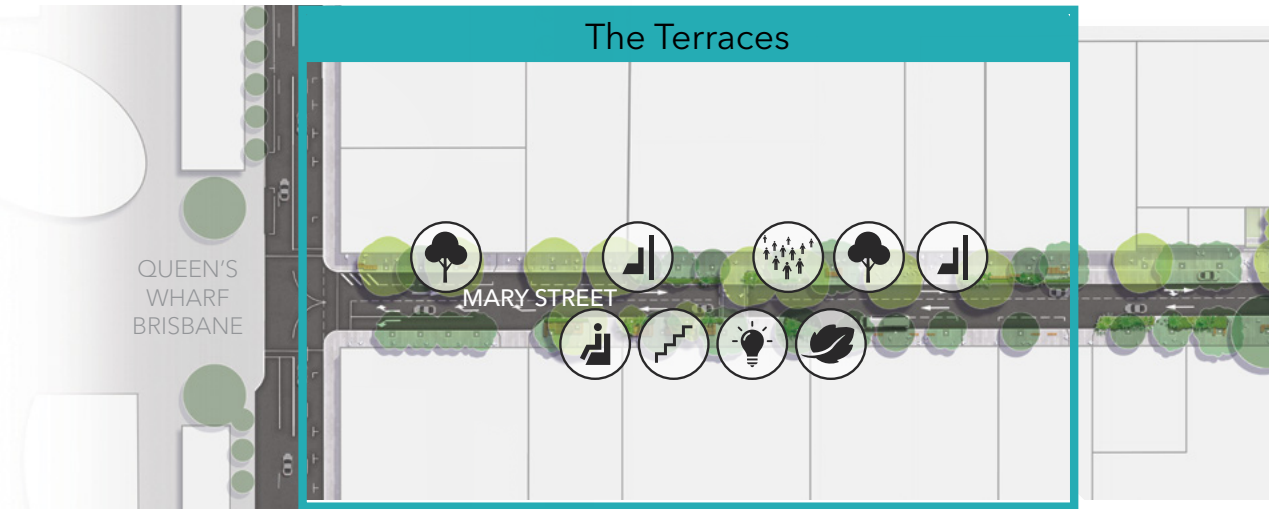 The Terraces
QUEEN'S
WHARF
BRISBANE
MARY STREET